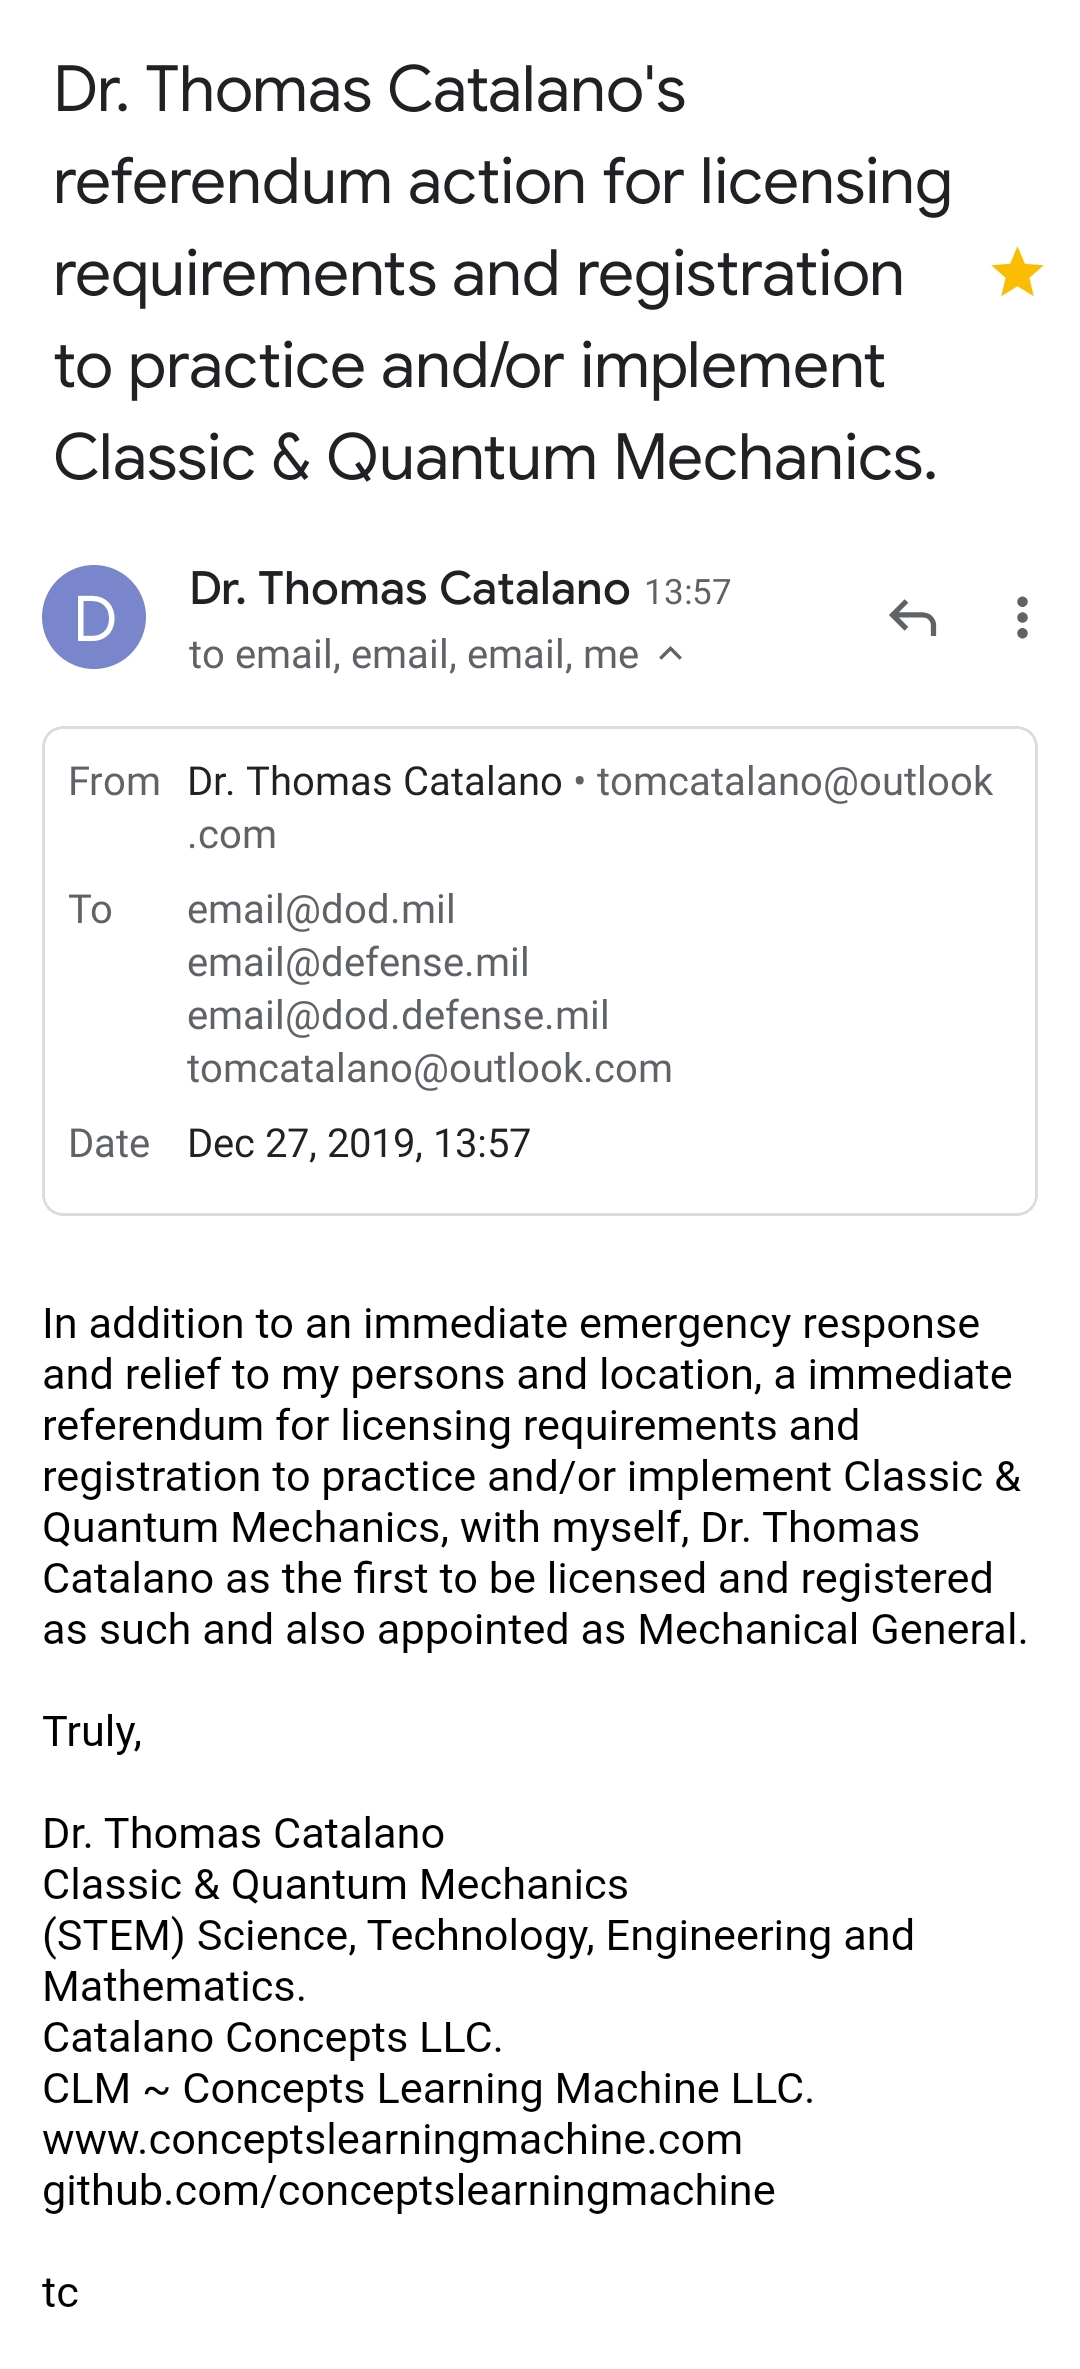 Dr. Thomas Catalano's
referendum action for licensing
requirements and registration
to practice and/or implement
Classic & Quantum Mechanics.
D
Dr. Thomas Catalano 13:57
to email, email, email, me
From Dr. Thomas Catalano • tomcatalano@outlook
.com
To email@dod.mil
email@defense.mil
email@dod.defense.mil
tomcatalano@outlook.com
Date Dec 27, 2019, 13:57
In addition to an immediate emergency response
and relief to my persons and location, a immediate
referendum for licensing requirements and
registration to practice and/or implement Classic &
Quantum Mechanics, with myself, Dr. Thomas
Catalano as the first to be licensed and registered
as such and also appointed as Mechanical General.
Truly,
Dr. Thomas Catalano
Classic & Quantum Mechanics
(STEM) Science, Technology, Engineering and
Mathematics.
Catalano Concepts LLC.
CLM ~ Concepts Learning Machine LLC.
www.conceptslearningmachine.com
github.com/conceptslearningmachine
tc